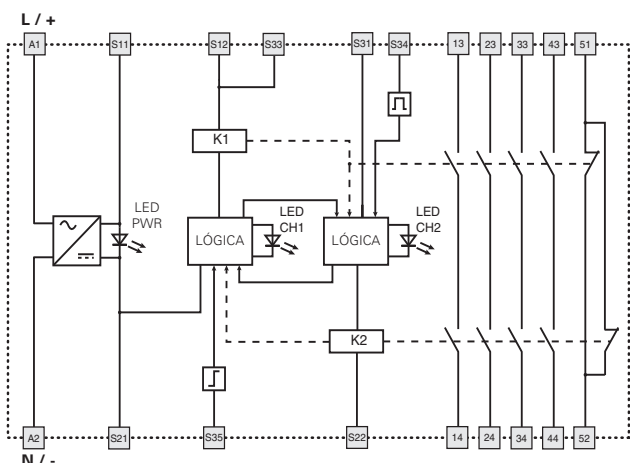 L / +
A1
S11
S12
S33
S31
S34
13
23
33
43
51
K1
LED
PWR
LÓGICA
LED
CH1
LÓGICA
LED
CH2
K2
A2
S21
S35
S22
14
24
34
44
52
N / -